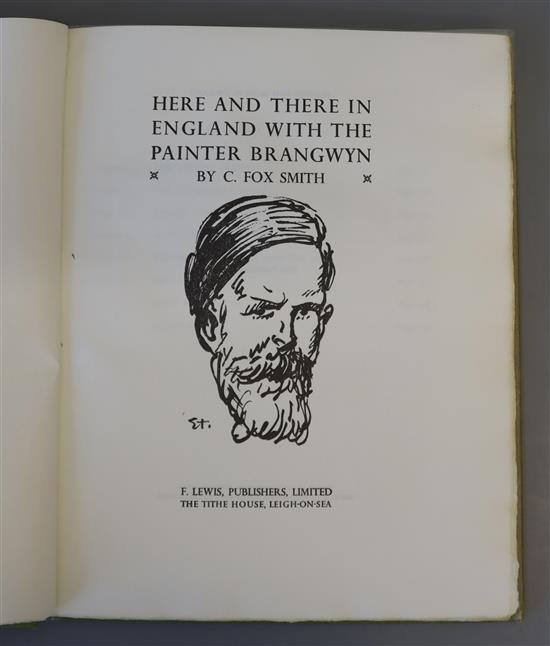 HERE AND THERE IN
ENGLAND WITH THE
PAINTER BRANGWYN
BY C. FOX SMITH
F. LEWIS, PUBLISHERS, LIMITED
THE TITHE HOUSE, LEIGH-ON-SEA